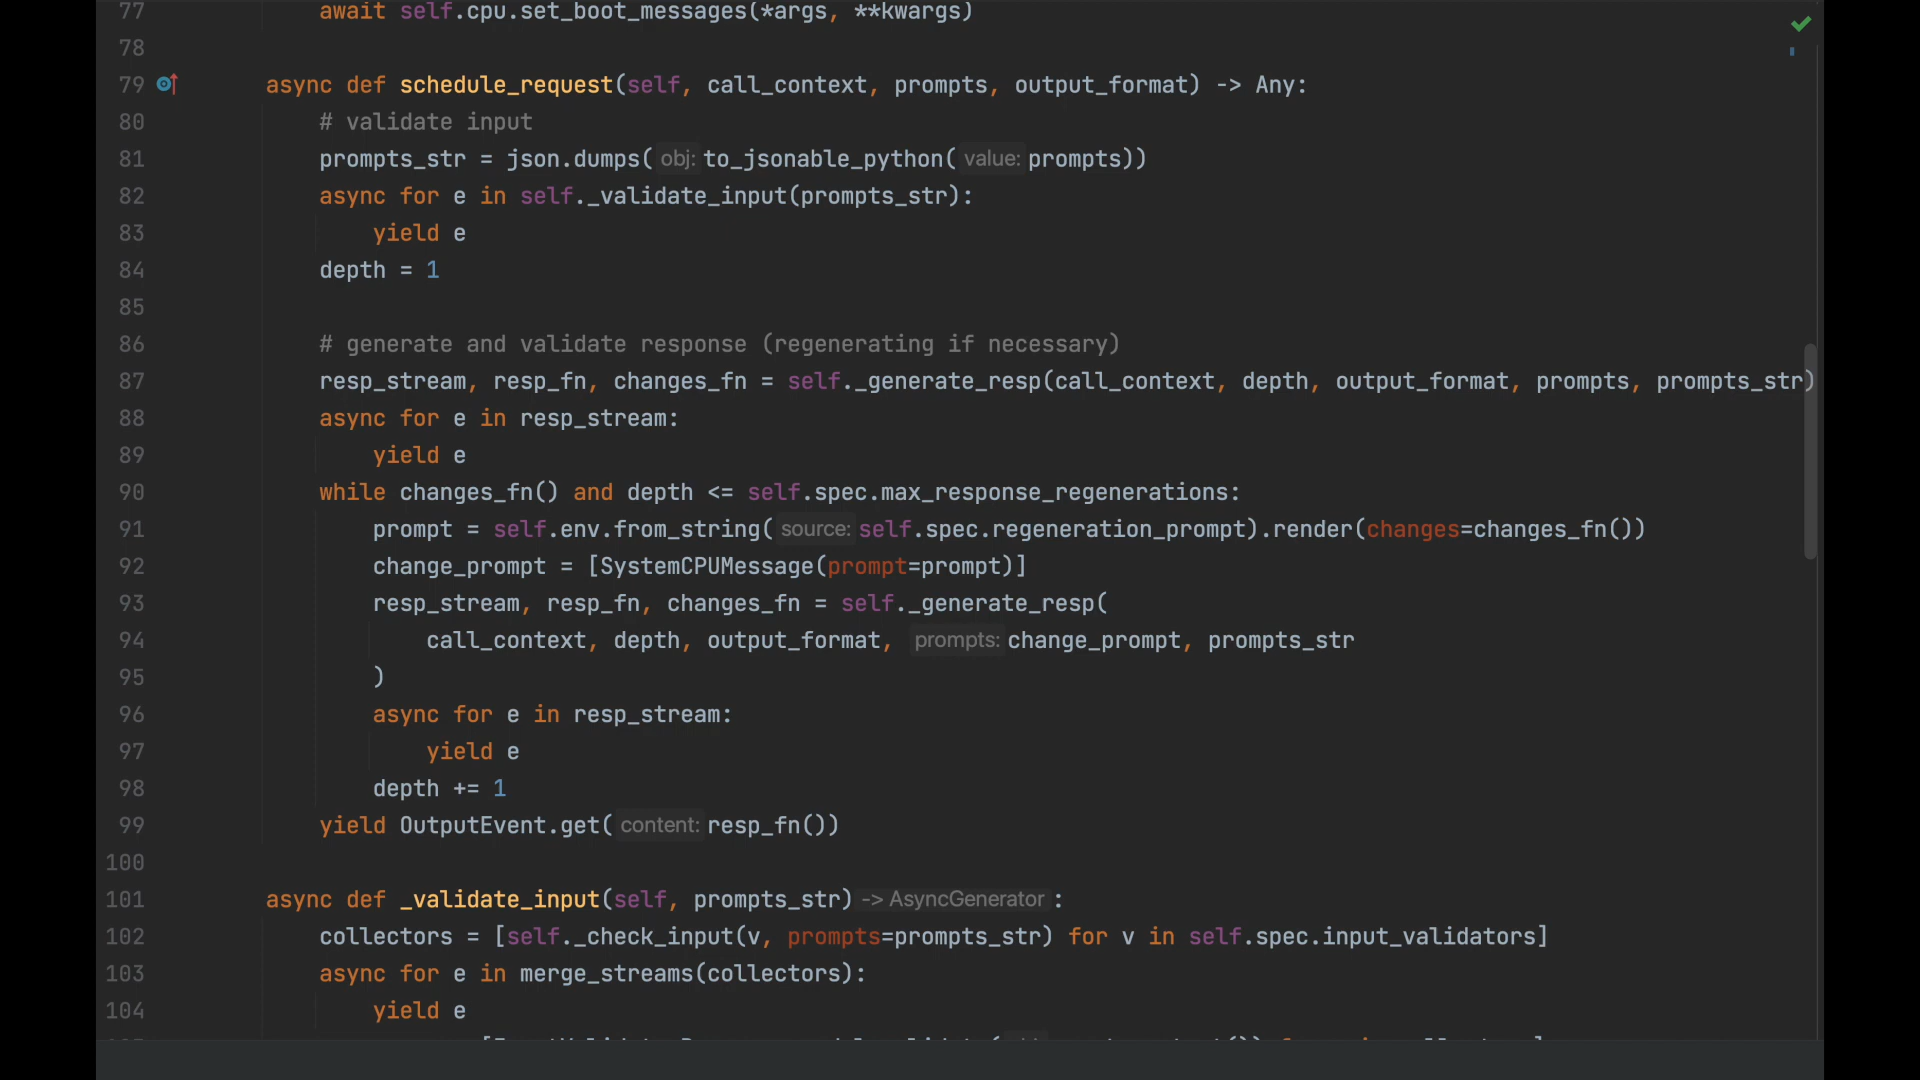 77 await self.cpu.set_boot_messages(*args, **kwargs)
78
79 async def schedule_request(self, call_context, prompts, output_format) -> Any:
80 # validate input
81 prompts_str = json.dumps( obj: to_jsonable_python( value: prompts))
82 async for e in self._validate_input(prompts_str):
83 yield e
84 depth = 1
85
86 # generate and validate response (regenerating if necessary)
87 resp_stream, resp_fn, changes_fn = self._generate_resp(call_context, depth, output_format, prompts, prompts_str)
88 async for e in resp_stream:
89 yield e
90 while changes_fn() and depth <= self.spec.max_response_regenerations:
91 prompt = self.env.from_string( source: self.spec.regeneration_prompt).render(changes=changes_fn())
92 change_prompt = [SystemCPUMessage(prompt=prompt)]
93 resp_stream, resp_fn, changes_fn = self._generate_resp(
94 call_context, depth, output_format, prompts: change_prompt, prompts_str
95 )
96 async for e in resp_stream:
97 yield e
98 depth += 1
99 yield OutputEvent.get( content: resp_fn())
100
101 async def _validate_input(self, prompts_str) -> AsyncGenerator :
102 collectors = [self._check_input(v, prompts=prompts_str) for v in self.spec.input_validators]
103 async for e in merge_streams(collectors):
104 yield e